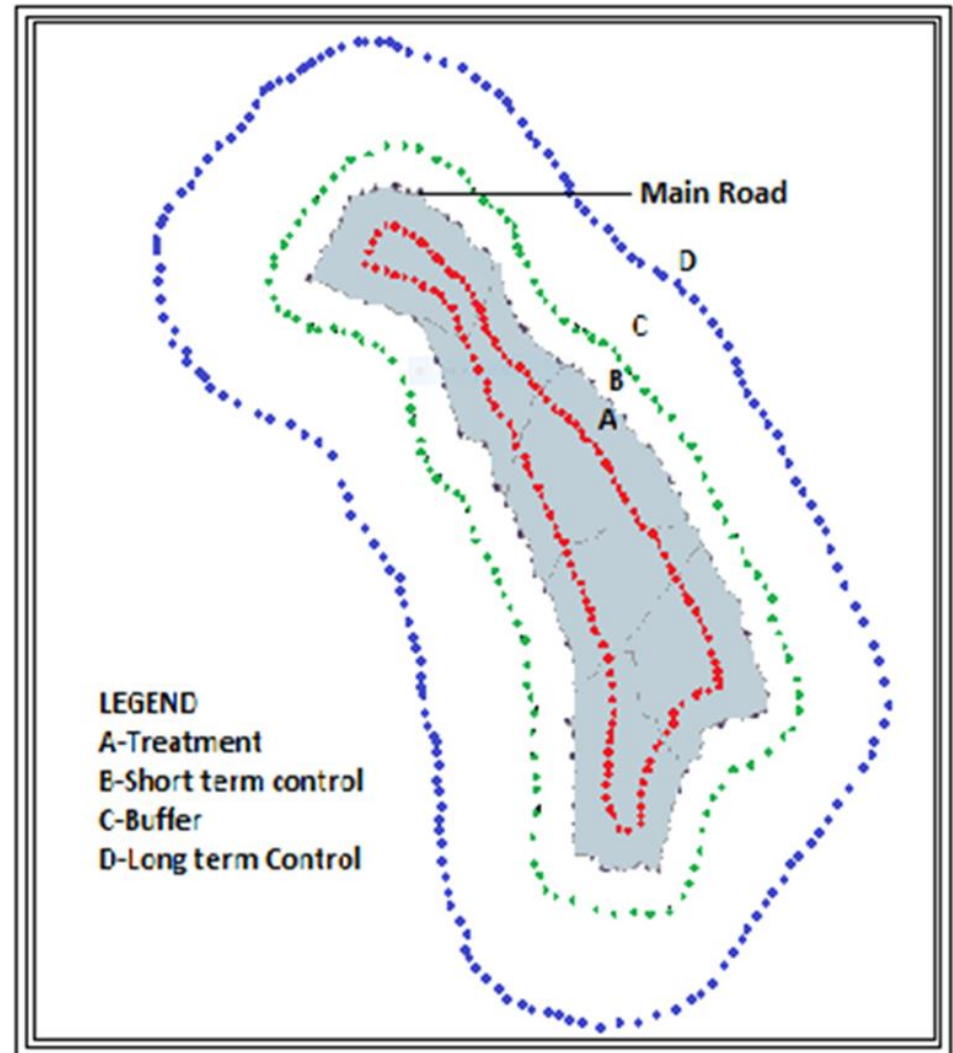 Main Road
D
C
B
A
LEGEND
A-Treatment
B-Short term control
C-Buffer
D-Long term Control